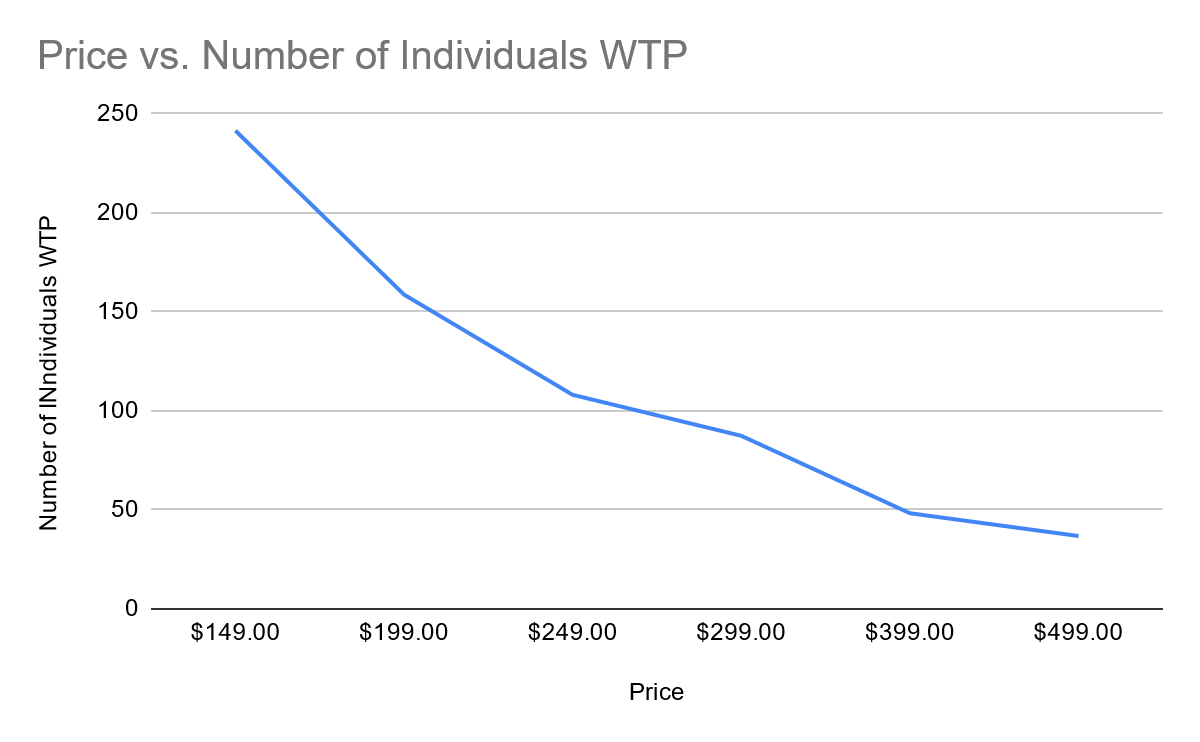 Price vs. Number of Individuals WTP
250
200
150
100
50
0
Number of INndividuals WTP
$149.00 $199.00 $249.00 $299.00 $399.00 $499.00
Price